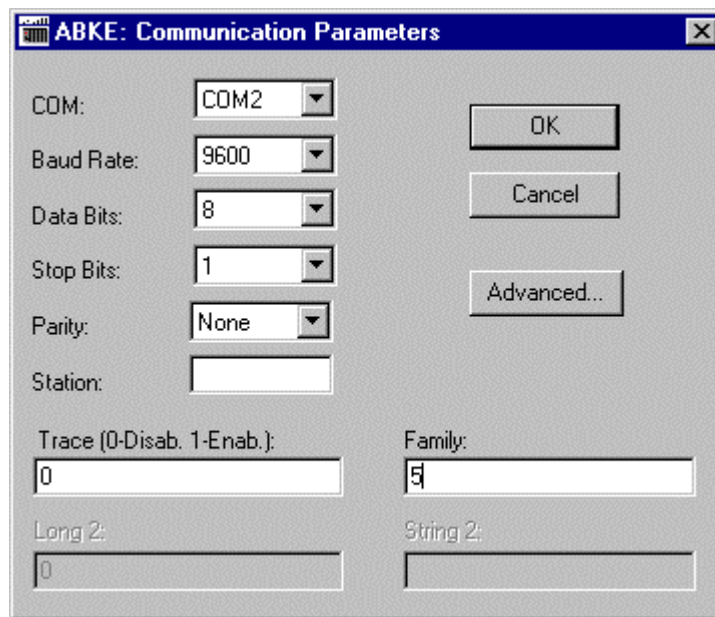 ABKE: Communication Parameters
COM: COM2
OK
Baud Rate: 9600
Cancel
Data Bits: 8
Stop Bits: 1
Advanced...
Parity: None
Station:
Trace (0-Disab. 1-Enab.): Family:
0 5
Long 2: String 2:
0